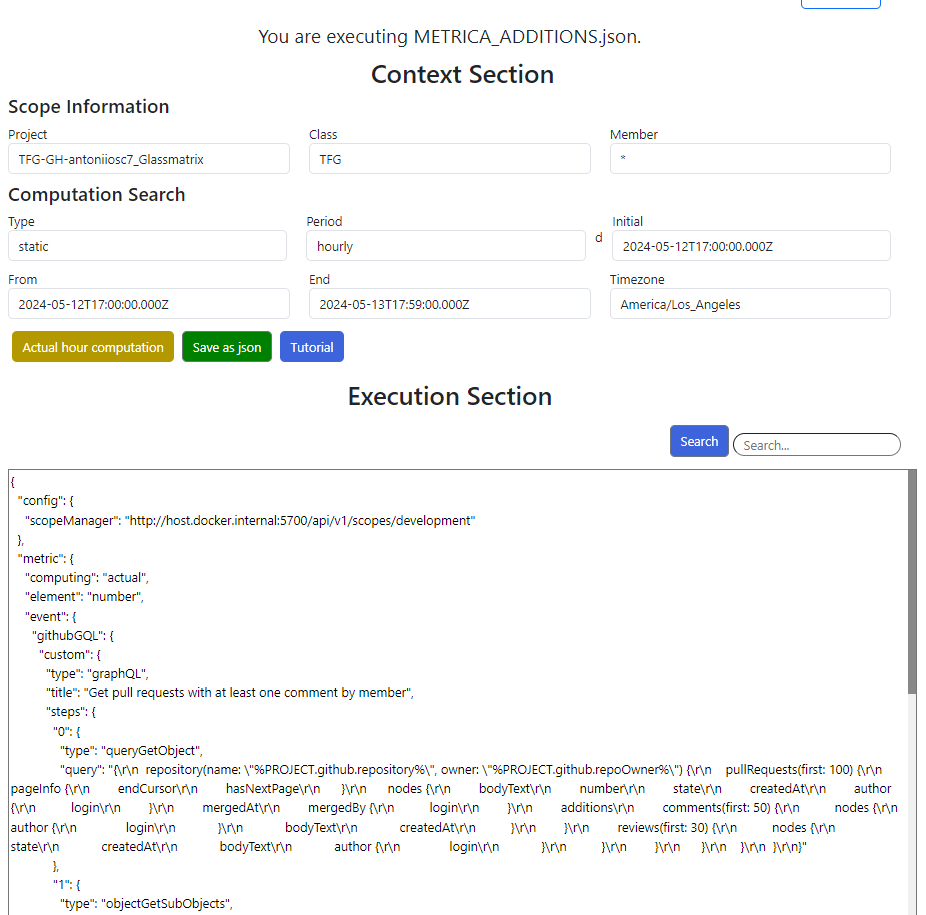 You are executing METRICA_ADDITIONS.json.
Context Section
Scope Information
Project Class Member
TFG-GH-antoniiosc7_Glassmatrix TFG *
Computation Search
Type Period Initial
static hourly d 2024-05-12T17:00:00.000Z
From End Timezone
2024-05-12T17:00:00.000Z 2024-05-13T17:59:00.000Z America/Los_Angeles
Actual hour computation Save as json Tutorial
Execution Section
Search Search...
{
"config": {
"scopeManager": "http://host.docker.internal:5700/api/v1/scopes/development"
},
"metric": {
"computing": "actual",
"element": "number",
"event": {
"githubGQL": {
"custom": {
"type": "graphQL",
"title": "Get pull requests with at least one comment by member",
"steps": {
"0": {
"type": "queryGetObject",
"query": "{\r\n  repository(name: \"%PROJECT.github.repository%\", owner: \"%PROJECT.github.repoOwner%\") {\r\n    pullRequests(first: 100) {\r\n
pageInfo {\r\n        endCursor\r\n        hasNextPage\r\n      }\r\n      nodes {\r\n        bodyText\r\n        number\r\n        state\r\n        createdAt\r\n        author
{\r\n          login\r\n        }\r\n        mergedAt\r\n        mergedBy {\r\n          login\r\n        }\r\n        additions\r\n        comments(first: 50) {\r\n          nodes {\r\n
author {\r\n              login\r\n            }\r\n            bodyText\r\n            createdAt\r\n          }\r\n        }\r\n        reviews(first: 30) {\r\n          nodes {\r\n
state\r\n            createdAt\r\n            bodyText\r\n            author {\r\n              login\r\n            }\r\n          }\r\n        }\r\n      }\r\n    }\r\n  }\r\n}"
},
"1": {
"type": "objectGetSubObjects",